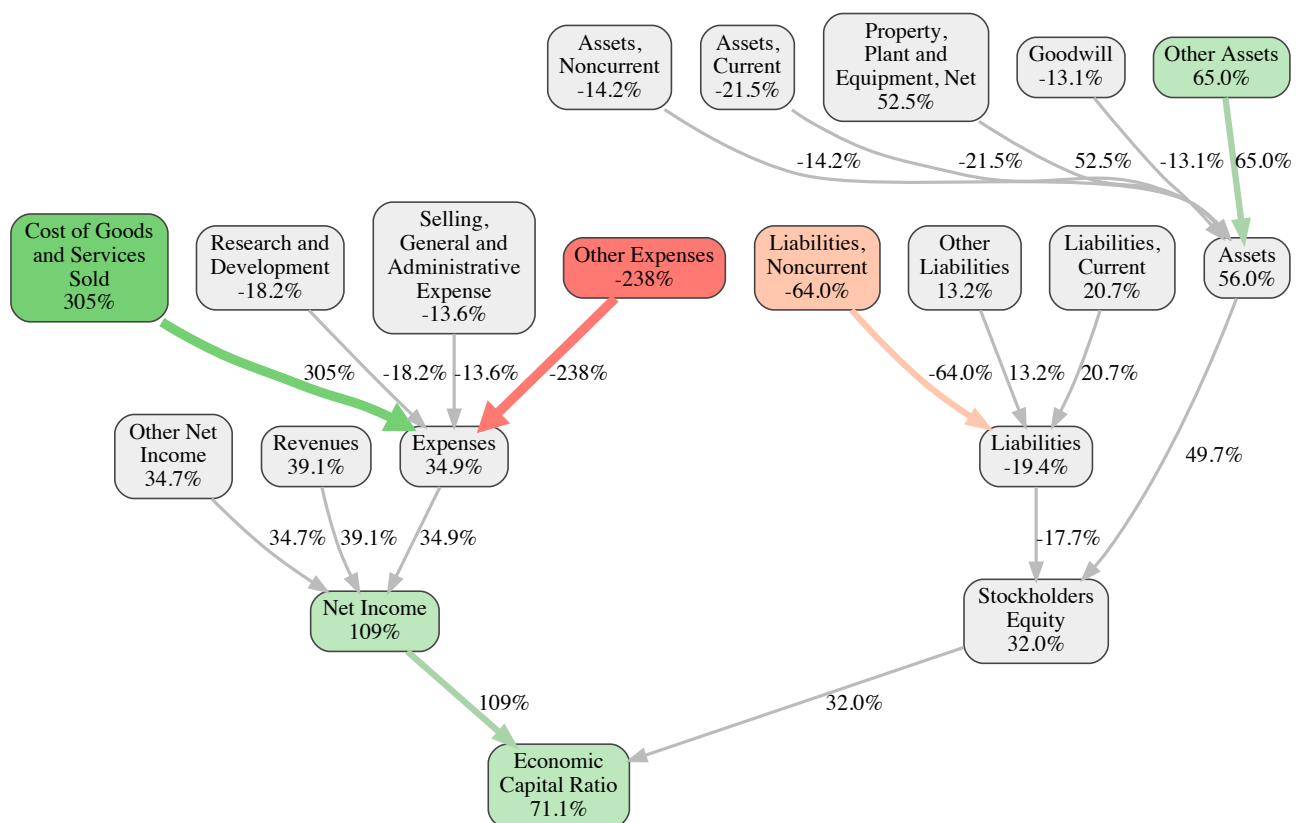 Assets,
Noncurrent
-14.2%
Assets,
Current
-21.5%
Property,
Plant and
Equipment, Net
52.5%
Goodwill
-13.1%
Other Assets
65.0%
-14.2%
-21.5%
52.5%
-13.1%
65.0%
Cost of Goods
and Services
Sold
305%
Research and
Development
-18.2%
Selling,
General and
Administrative
Expense
-13.6%
Other Expenses
-238%
Liabilities,
Noncurrent
-64.0%
Other
Liabilities
13.2%
Liabilities,
Current
20.7%
Assets
56.0%
305%
-18.2%
-13.6%
-238%
-64.0%
13.2%
20.7%
49.7%
Other Net
Income
34.7%
Revenues
39.1%
Expenses
34.9%
Liabilities
-19.4%
34.7%
39.1%
34.9%
-17.7%
Net Income
109%
Stockholders
Equity
32.0%
109%
32.0%
Economic
Capital Ratio
71.1%